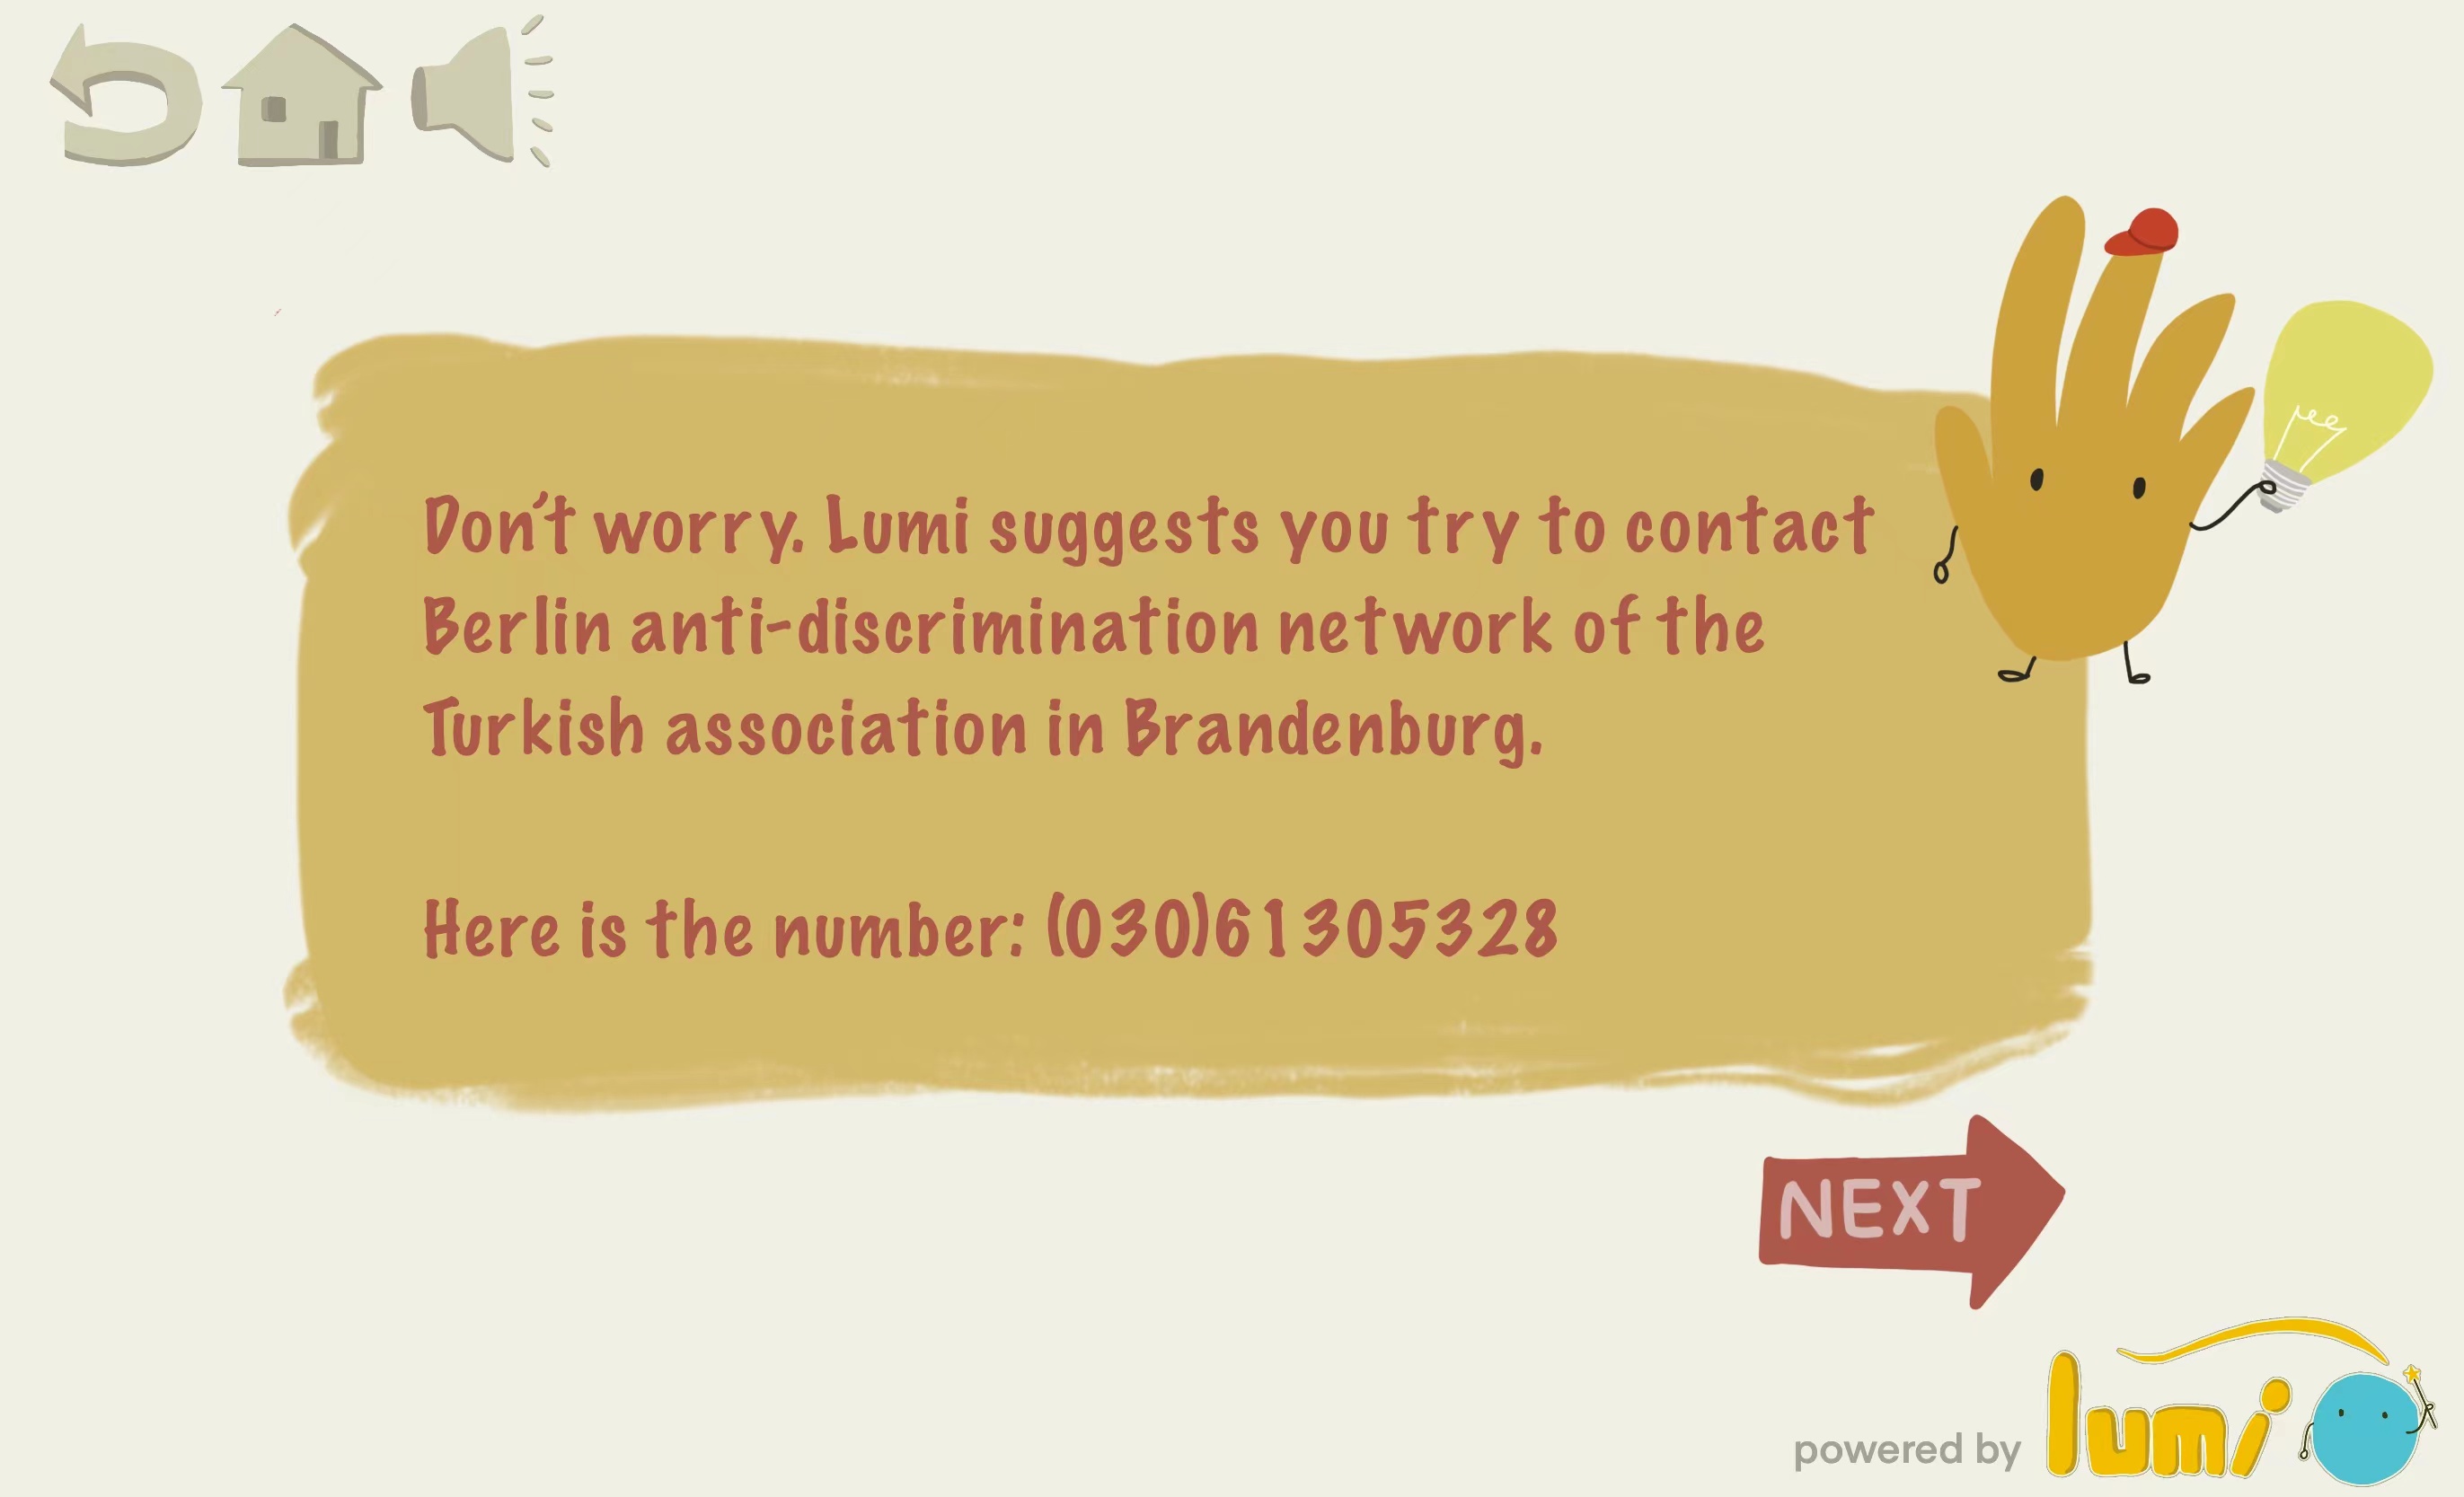 Don't worry. Lumi suggests you try to contact
Berlin anti-discrimination network of the
Turkish association in Brandenburg.
Here is the number: (030)61305328
NEXT
powered by lumi